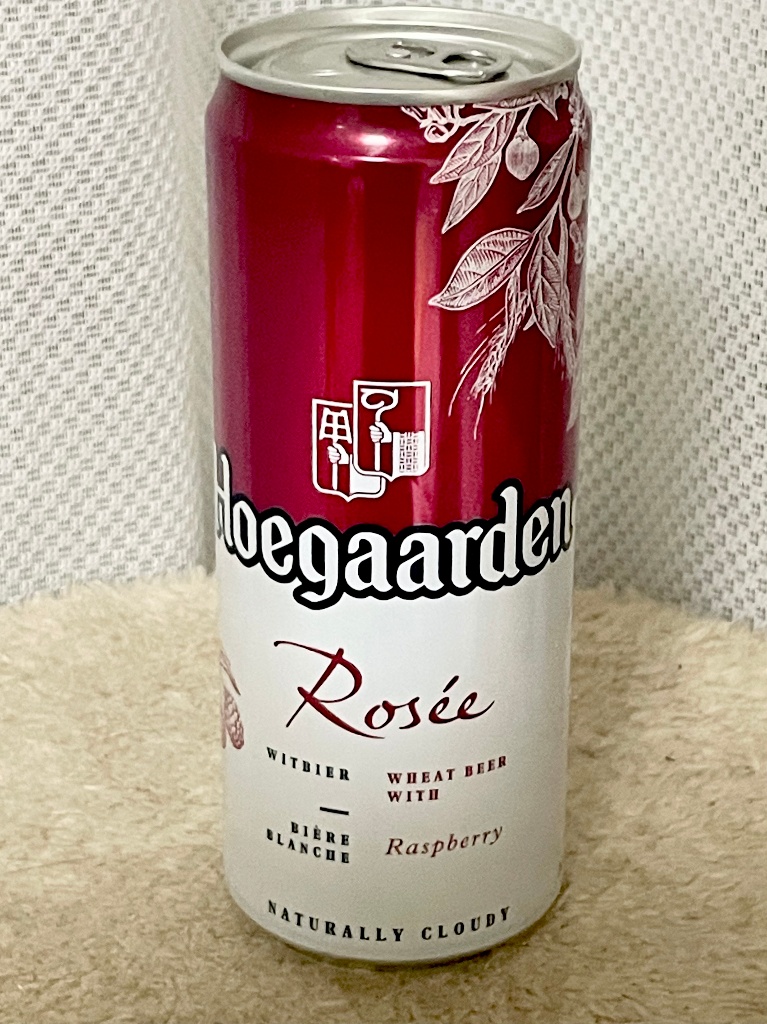 Hoegaarden
Rosée
WITBIER
—
BIÈRE
BLANCHE
WHEAT BEER
WITH
Raspberry
NATURALLY CLOUDY